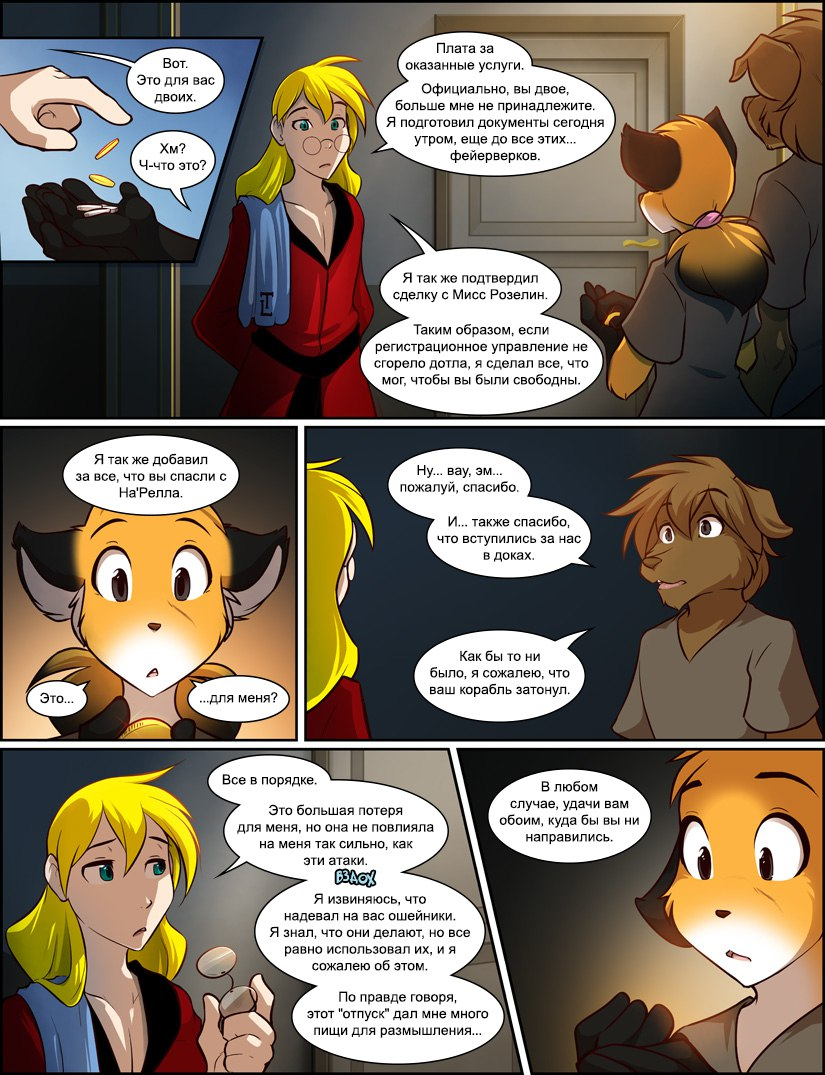 Вот.
Это для вас
двоих.
Хм?
Ч-что это?
Плата за
оказанные услуги.
Официально, вы двое,
больше мне не принадлежите.
Я подготовил документы сегодня
утром, еще до все этих...
фейерверков.
Я так же подтвердил
сделку с Мисс Розелин.
Таким образом, если
регистрационное управление не
сгорело дотла, я сделал все, что
мог, чтобы вы были свободны.
Я так же добавил
за все, что вы спасли с
На'Релла.
Это...
...для меня?
Ну... вау, эм...
пожалуй, спасибо.
И... также спасибо,
что вступились за нас
в доках.
Как бы то ни
было, я сожалею, что
ваш корабль затонул.
Все в порядке.
Это большая потеря
для меня, но она не повлияла
на меня так сильно, как
эти атаки.
ВЗДОХ
Я извиняюсь, что
надевал на вас ошейники.
Я знал, что они делают, но все
равно использовал их, и я
сожалею об этом.
По правде говоря,
этот "отпуск" дал мне много
пищи для размышления...
В любом
случае, удачи вам
обоим, куда бы вы ни
направились.